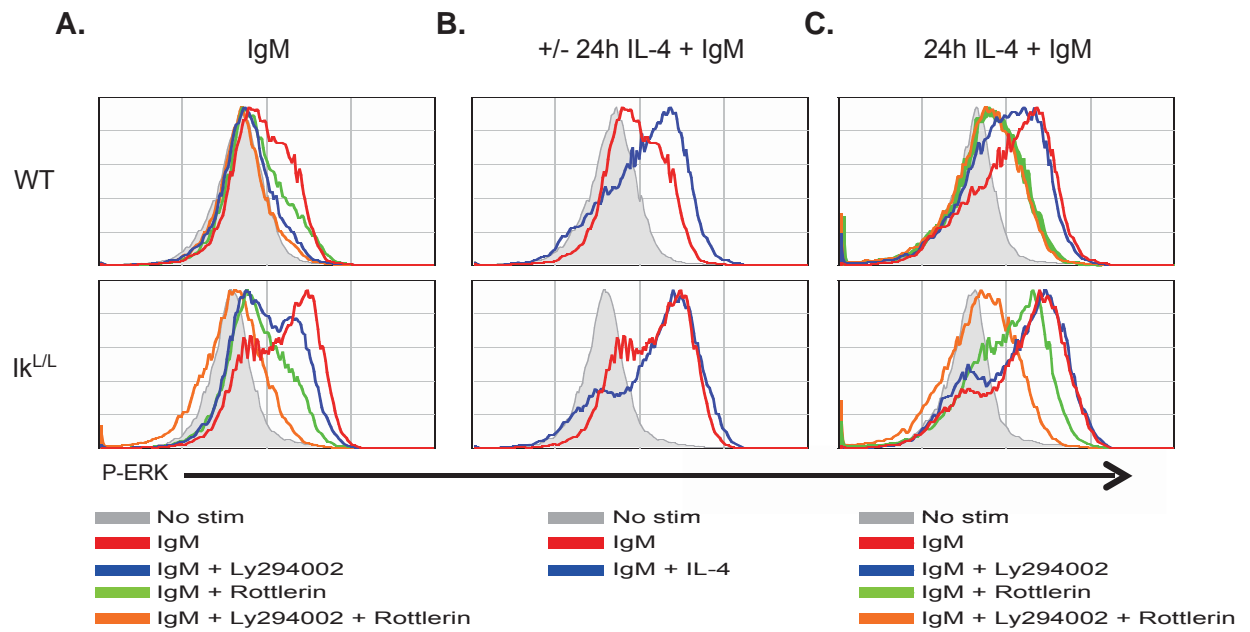 A.
B.
C.
IgM
+/- 24h IL-4 + IgM
24h IL-4 + IgM
WT
Ik^L/L
P-ERK
No stim
IgM
IgM + Ly294002
IgM + Rottlerin
IgM + Ly294002 + Rottlerin
No stim
IgM
IgM + IL-4
No stim
IgM
IgM + Ly294002
IgM + Rottlerin
IgM + Ly294002 + Rottlerin